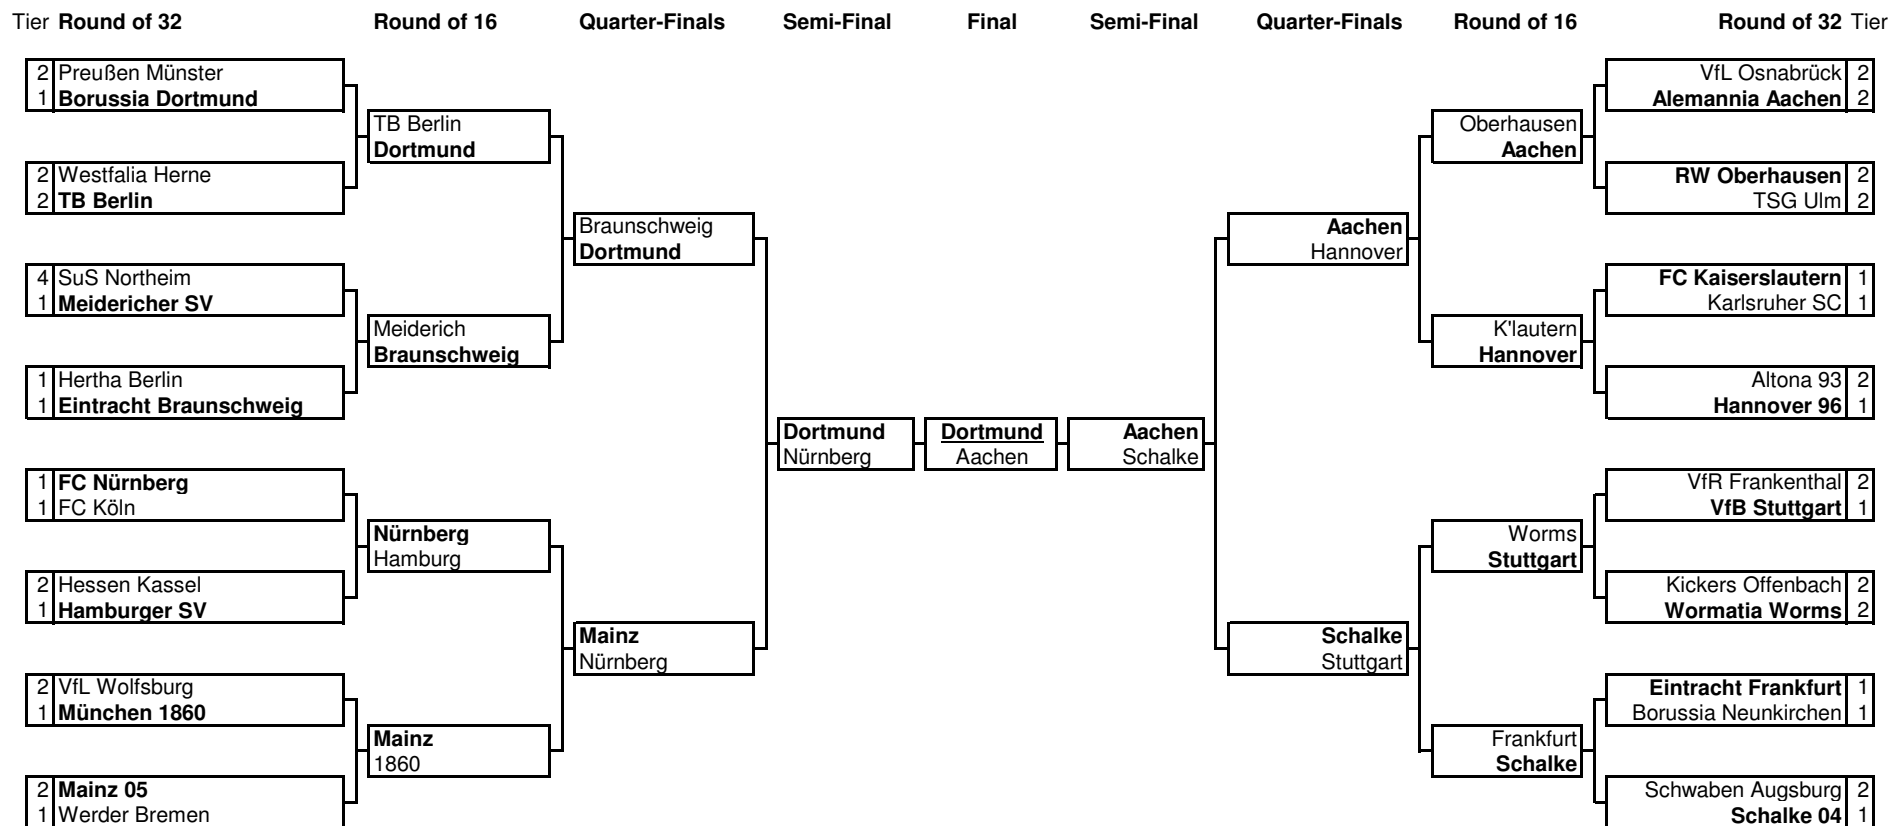 Tier Round of 32 Round of 16 Quarter-Finals Semi-Final Final Semi-Final Quarter-Finals Round of 16 Round of 32 Tier
2 Preußen Münster
1 Borussia Dortmund
2 Westfalia Herne
2 TB Berlin
4 SuS Northeim
1 Meidericher SV
1 Hertha Berlin
1 Eintracht Braunschweig
1 FC Nürnberg
1 FC Köln
2 Hessen Kassel
1 Hamburger SV
2 VfL Wolfsburg
1 München 1860
2 Mainz 05
1 Werder Bremen
TB Berlin
Dortmund
Meiderich
Braunschweig
Nürnberg
Hamburg
Mainz
1860
Braunschweig
Dortmund
Mainz
Nürnberg
Dortmund
Nürnberg
Dortmund
Aachen
Aachen
Schalke
Aachen
Hannover
Schalke
Stuttgart
Oberhausen
Aachen
K'lautern
Hannover
Worms
Stuttgart
Frankfurt
Schalke
VfL Osnabrück 2
Alemannia Aachen 2
RW Oberhausen 2
TSG Ulm 2
FC Kaiserslautern 1
Karlsruher SC 1
Altona 93 2
Hannover 96 1
VfR Frankenthal 2
VfB Stuttgart 1
Kickers Offenbach 2
Wormatia Worms 2
Eintracht Frankfurt 1
Borussia Neunkirchen 1
Schwaben Augsburg 2
Schalke 04 1